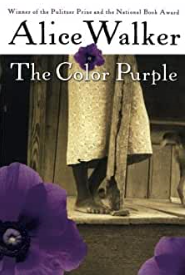 Winner of the Pulitzer Prize and the National Book Award
Alice Walker
The Color Purple